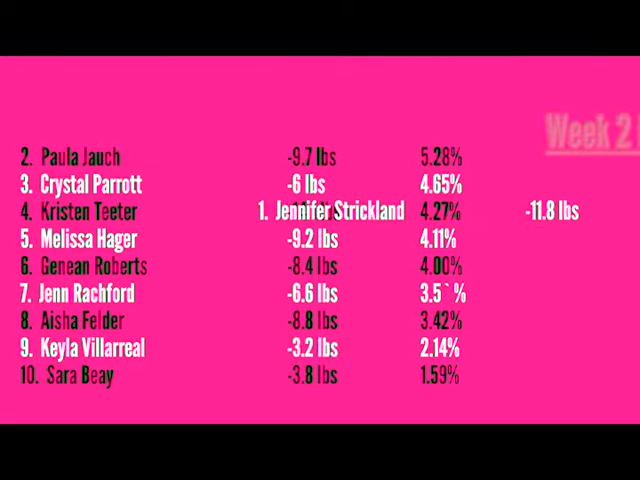 Week 2
2. Paula Jauch -9.7 lbs 5.28%
3. Crystal Parrott -6 lbs 4.65%
4. Kristen Teeter 4.27%
1. Jennifer Strickland -11.8 lbs
5. Melissa Hager -9.2 lbs 4.11%
6. Genean Roberts -8.4 lbs 4.00%
7. Jenn Rachford -6.6 lbs 3.5`%
8. Aisha Felder -8.8 lbs 3.42%
9. Keyla Villarreal -3.2 lbs 2.14%
10. Sara Beay -3.8 lbs 1.59%